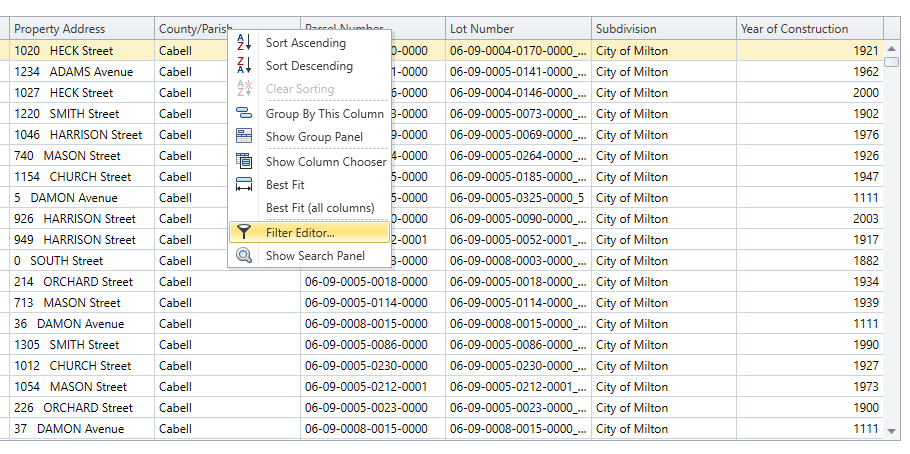 Property Address County/Parish Parcel Number Lot Number Subdivision Year of Construction
1020 HECK Street Cabell 0-0000 06-09-0004-0170-0000_... City of Milton 1921
1234 ADAMS Avenue Cabell 1-0000 06-09-0005-0141-0000_... City of Milton 1962
1027 HECK Street Cabell 6-0000 06-09-0004-0146-0000_... City of Milton 2000
1220 SMITH Street Cabell 3-0000 06-09-0005-0073-0000_... City of Milton 1902
1046 HARRISON Street Cabell 9-0000 06-09-0005-0069-0000_... City of Milton 1976
740 MASON Street Cabell 4-0000 06-09-0005-0264-0000_... City of Milton 1926
1154 CHURCH Street Cabell 5-0000 06-09-0005-0185-0000_... City of Milton 1947
5 DAMON Avenue Cabell 5-0000 06-09-0005-0325-0000_5 City of Milton 1111
926 HARRISON Street Cabell 0-0000 06-09-0005-0090-0000_... City of Milton 2003
949 HARRISON Street Cabell 2-0001 06-09-0005-0052-0001_... City of Milton 1917
0 SOUTH Street Cabell 3-0000 06-09-0008-0003-0000_... City of Milton 1882
214 ORCHARD Street Cabell 06-09-0005-0018-0000 06-09-0005-0018-0000_... City of Milton 1934
713 MASON Street Cabell 06-09-0005-0114-0000 06-09-0005-0114-0000_... City of Milton 1939
36 DAMON Avenue Cabell 06-09-0008-0015-0000 06-09-0008-0015-0000_... City of Milton 1111
1305 SMITH Street Cabell 06-09-0005-0086-0000 06-09-0005-0086-0000_... City of Milton 1990
1012 CHURCH Street Cabell 06-09-0005-0230-0000 06-09-0005-0230-0000_... City of Milton 1927
1054 MASON Street Cabell 06-09-0005-0212-0001 06-09-0005-0212-0001_... City of Milton 1973
226 ORCHARD Street Cabell 06-09-0005-0023-0000 06-09-0005-0023-0000_... City of Milton 1900
37 DAMON Avenue Cabell 06-09-0008-0015-0000 06-09-0008-0015-0000_... City of Milton 1111
Sort Ascending
Sort Descending
Clear Sorting
Group By This Column
Show Group Panel
Show Column Chooser
Best Fit
Best Fit (all columns)
Filter Editor...
Show Search Panel